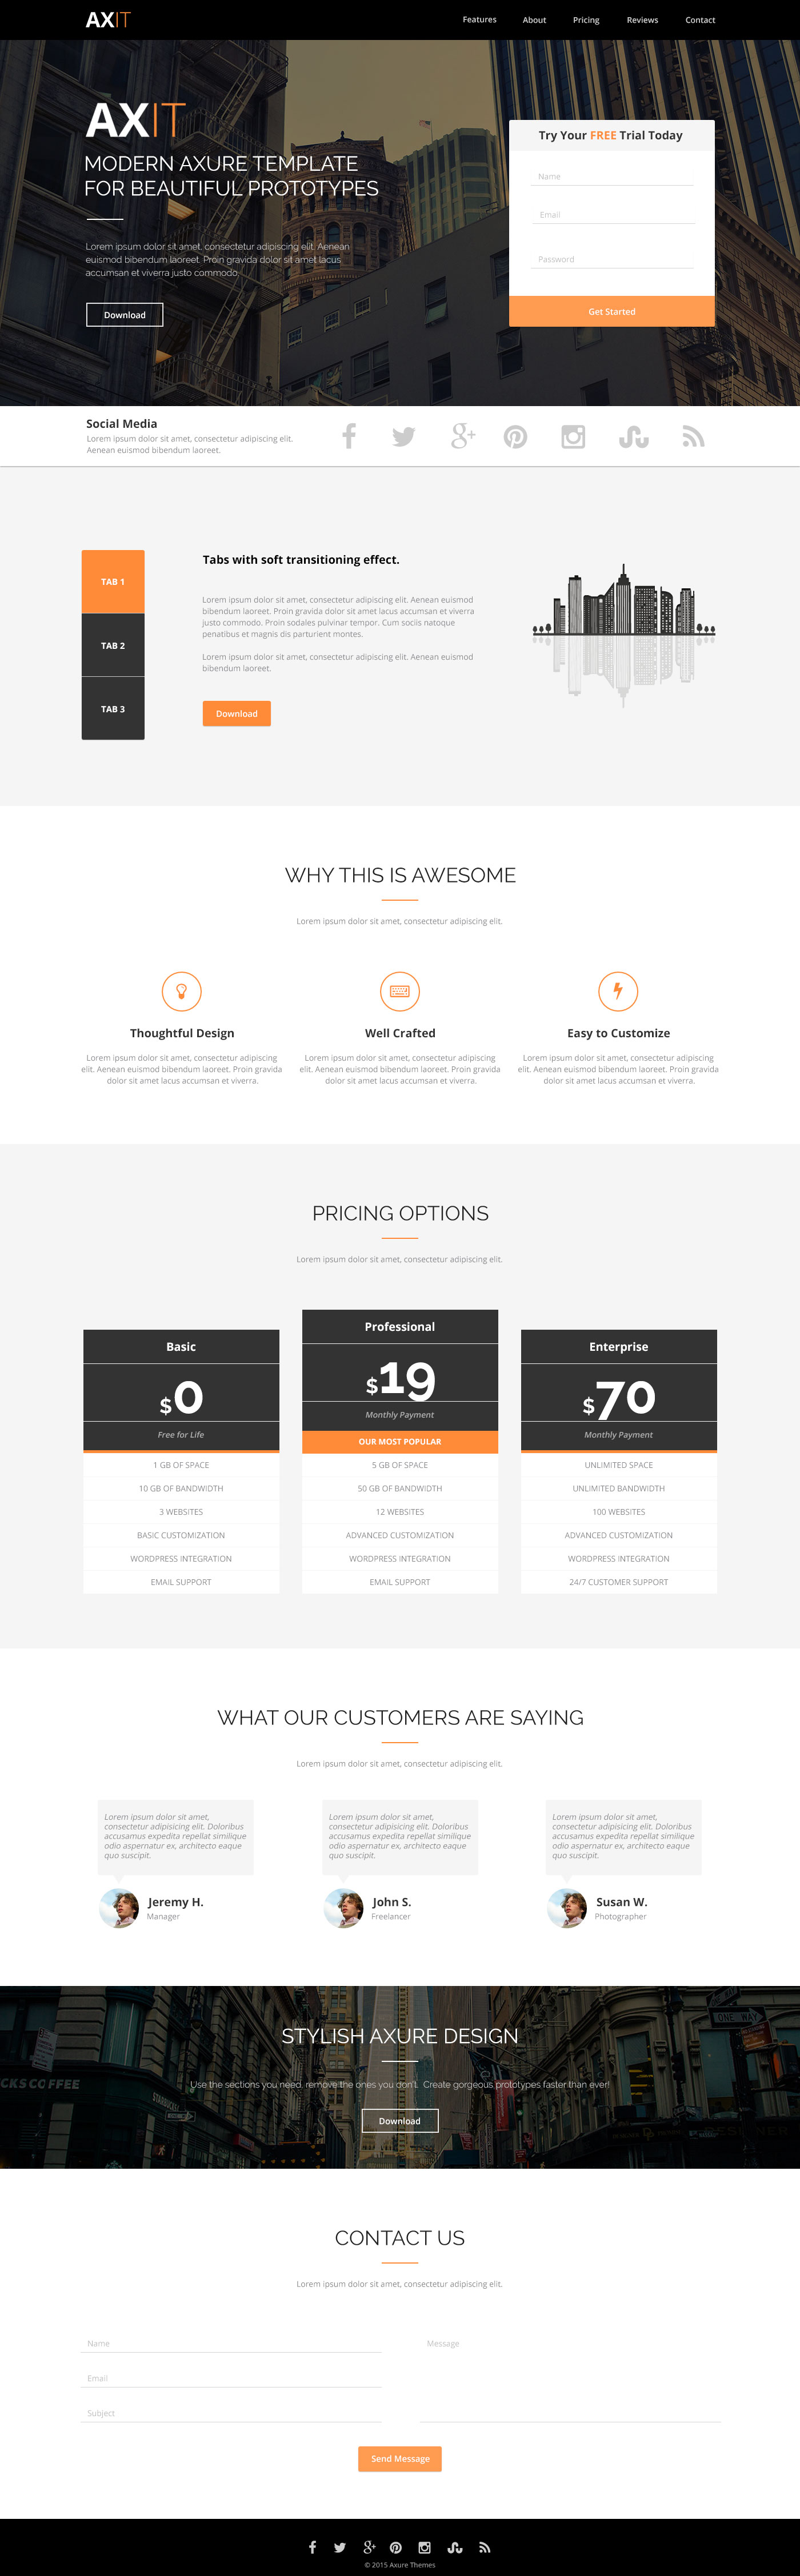 AXIT
Features About Pricing Reviews Contact
AXIT
MODERN AXURE TEMPLATE
FOR BEAUTIFUL PROTOTYPES
Lorem ipsum dolor sit amet, consectetur adipiscing elit. Aenean
euismod bibendum laoreet. Proin gravida dolor sit amet lacus
accumsan et viverra justo commodo.
Download
Try Your FREE Trial Today
Name
Email
Password
Get Started
Social Media
Lorem ipsum dolor sit amet, consectetur adipiscing elit.
Aenean euismod bibendum laoreet.
TAB 1
TAB 2
TAB 3
Tabs with soft transitioning effect.
Lorem ipsum dolor sit amet, consectetur adipiscing elit. Aenean euismod
bibendum laoreet. Proin gravida dolor sit amet lacus accumsan et viverra
justo commodo. Proin sodales pulvinar tempor. Cum sociis natoque
penatibus et magnis dis parturient montes.
Lorem ipsum dolor sit amet, consectetur adipiscing elit. Aenean euismod
bibendum laoreet.
Download
WHY THIS IS AWESOME
Lorem ipsum dolor sit amet, consectetur adipiscing elit.
Thoughtful Design
Lorem ipsum dolor sit amet, consectetur adipiscing
elit. Aenean euismod bibendum laoreet. Proin gravida
dolor sit amet lacus accumsan et viverra.
Well Crafted
Lorem ipsum dolor sit amet, consectetur adipiscing
elit. Aenean euismod bibendum laoreet. Proin gravida
dolor sit amet lacus accumsan et viverra.
Easy to Customize
Lorem ipsum dolor sit amet, consectetur adipiscing
elit. Aenean euismod bibendum laoreet. Proin gravida
dolor sit amet lacus accumsan et viverra.
PRICING OPTIONS
Lorem ipsum dolor sit amet, consectetur adipiscing elit.
Basic
$0
Free for Life
1 GB OF SPACE
10 GB OF BANDWIDTH
3 WEBSITES
BASIC CUSTOMIZATION
WORDPRESS INTEGRATION
EMAIL SUPPORT
Professional
$19
Monthly Payment
OUR MOST POPULAR
5 GB OF SPACE
50 GB OF BANDWIDTH
12 WEBSITES
ADVANCED CUSTOMIZATION
WORDPRESS INTEGRATION
EMAIL SUPPORT
Enterprise
$70
Monthly Payment
UNLIMITED SPACE
UNLIMITED BANDWIDTH
100 WEBSITES
ADVANCED CUSTOMIZATION
WORDPRESS INTEGRATION
24/7 CUSTOMER SUPPORT
WHAT OUR CUSTOMERS ARE SAYING
Lorem ipsum dolor sit amet, consectetur adipiscing elit.
Lorem ipsum dolor sit amet,
consectetur adipisicing elit. Doloribus
accusamus expedita repellat similique
odio aspernatur ex, architecto eaque
quo suscipit.
Jeremy H.
Manager
Lorem ipsum dolor sit amet,
consectetur adipisicing elit. Doloribus
accusamus expedita repellat similique
odio aspernatur ex, architecto eaque
quo suscipit.
John S.
Freelancer
Lorem ipsum dolor sit amet,
consectetur adipisicing elit. Doloribus
accusamus expedita repellat similique
odio aspernatur ex, architecto eaque
quo suscipit.
Susan W.
Photographer
ONE WAY
STYLISH AXURE DESIGN
CKS COFFEE
Use the sections you need, remove the ones you don't. Create gorgeous prototypes faster than ever!
Download
CONTACT US
Lorem ipsum dolor sit amet, consectetur adipiscing elit.
Name
Email
Subject
Message
Send Message
© 2015 Axure Themes